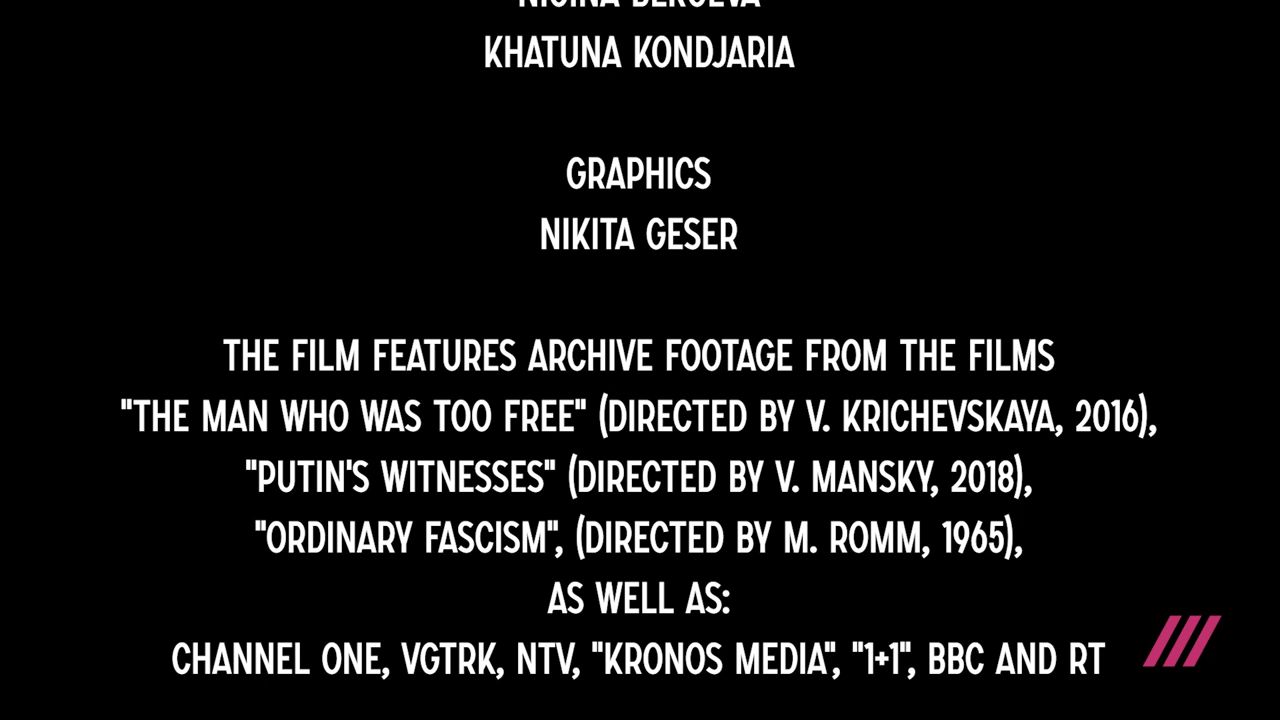 KHATUNA KONDJARIA
GRAPHICS
NIKITA GESER
THE FILM FEATURES ARCHIVE FOOTAGE FROM THE FILMS
"THE MAN WHO WAS TOO FREE" (DIRECTED BY V. KRICHEVSKAYA, 2016),
"PUTIN'S WITNESSES" (DIRECTED BY V. MANSKY, 2018),
"ORDINARY FASCISM", (DIRECTED BY M. ROMM, 1965),
AS WELL AS:
CHANNEL ONE, VGTRK, NTV, "KRONOS MEDIA", "1+1", BBC AND RT